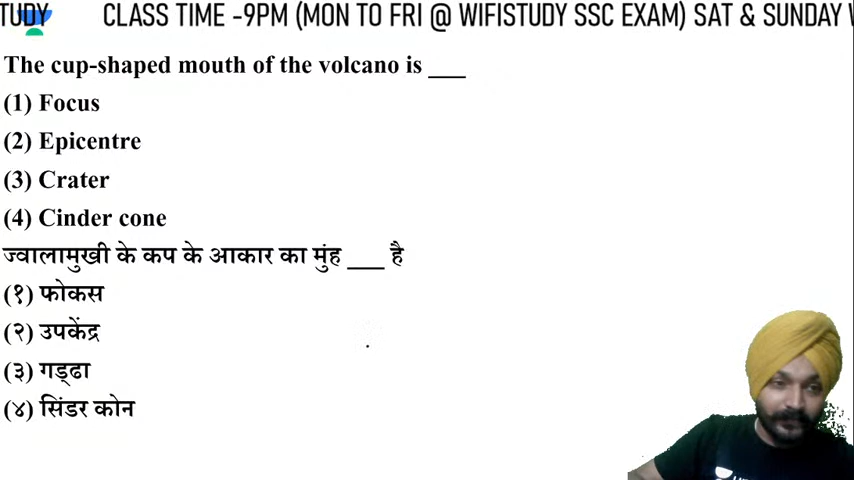 TUDY CLASS TIME -9PM (MON TO FRI @ WIFISTUDY SSC EXAM) SAT & SUNDAY
The cup-shaped mouth of the volcano is ___
(1) Focus
(2) Epicentre
(3) Crater
(4) Cinder cone
ज्वालामुखी के कप के आकार का मुंह ___ है
(१) फोकस
(२) उपकेंद्र
(३) गड्ढा
(४) सिंडर कोन